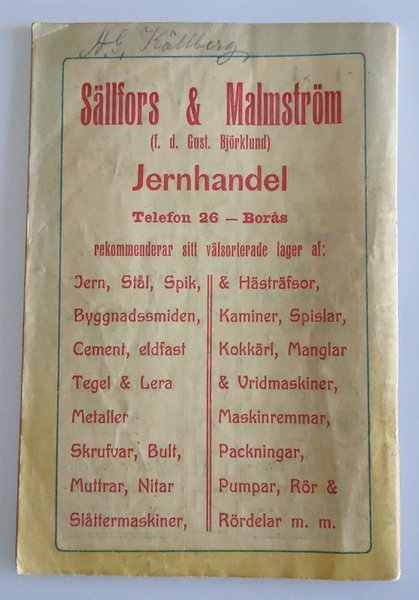 A.G. Källberg,
Sällfors & Malmström
(f. d. Gust. Björklund)
Jernhandel
Telefon 26 — Borås
rekommenderar sitt välsorterade lager af:
Jern, Stål, Spik,
Byggnadssmiden,
Cement, eldfast
Tegel & Lera
Metaller
Skrufvar, Bult,
Muttrar, Nitar
Slåttermaskiner,
& Hästräfsor,
Kaminer, Spislar,
Kokkärl, Manglar
& Vridmaskiner,
Maskinremmar,
Packningar,
Pumpar, Rör &
Rördelar m. m.